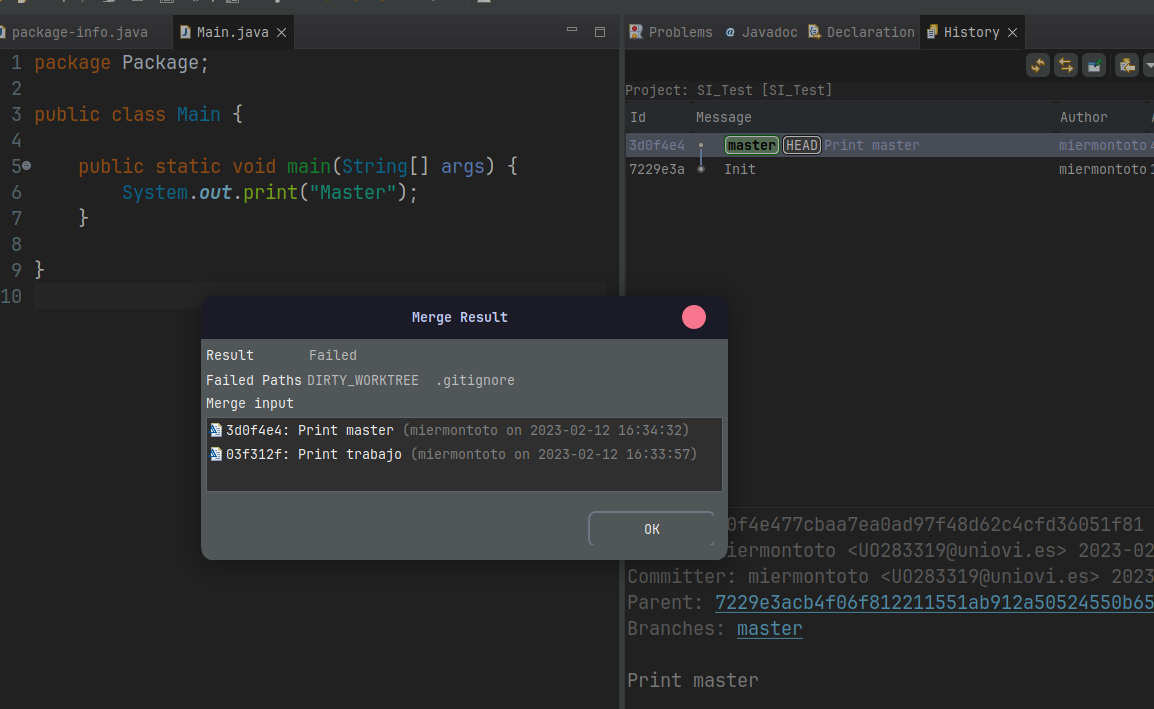 package-info.java
Main.java
1 package Package;
2
3 public class Main {
4
5 public static void main(String[] args) {
6 System.out.print("Master");
7 }
8
9 }
10
Problems
Javadoc
Declaration
History
Project: SI_Test [SI_Test]
Id Message Author
3d0f4e4 master HEAD Print master miermontoto
7229e3a Init miermontoto
Merge Result
Result Failed
Failed Paths DIRTY_WORKTREE .gitignore
Merge input
3d0f4e4: Print master (miermontoto on 2023-02-12 16:34:32)
03f312f: Print trabajo (miermontoto on 2023-02-12 16:33:57)
OK
0f4e477cbaa7ea0ad97f48d62c4cfd36051f81
iermontoto <UO283319@uniovi.es> 2023-02
Committer: miermontoto <UO283319@uniovi.es> 2023
Parent: 7229e3acb4f06f812211551ab912a50524550b65
Branches: master
Print master